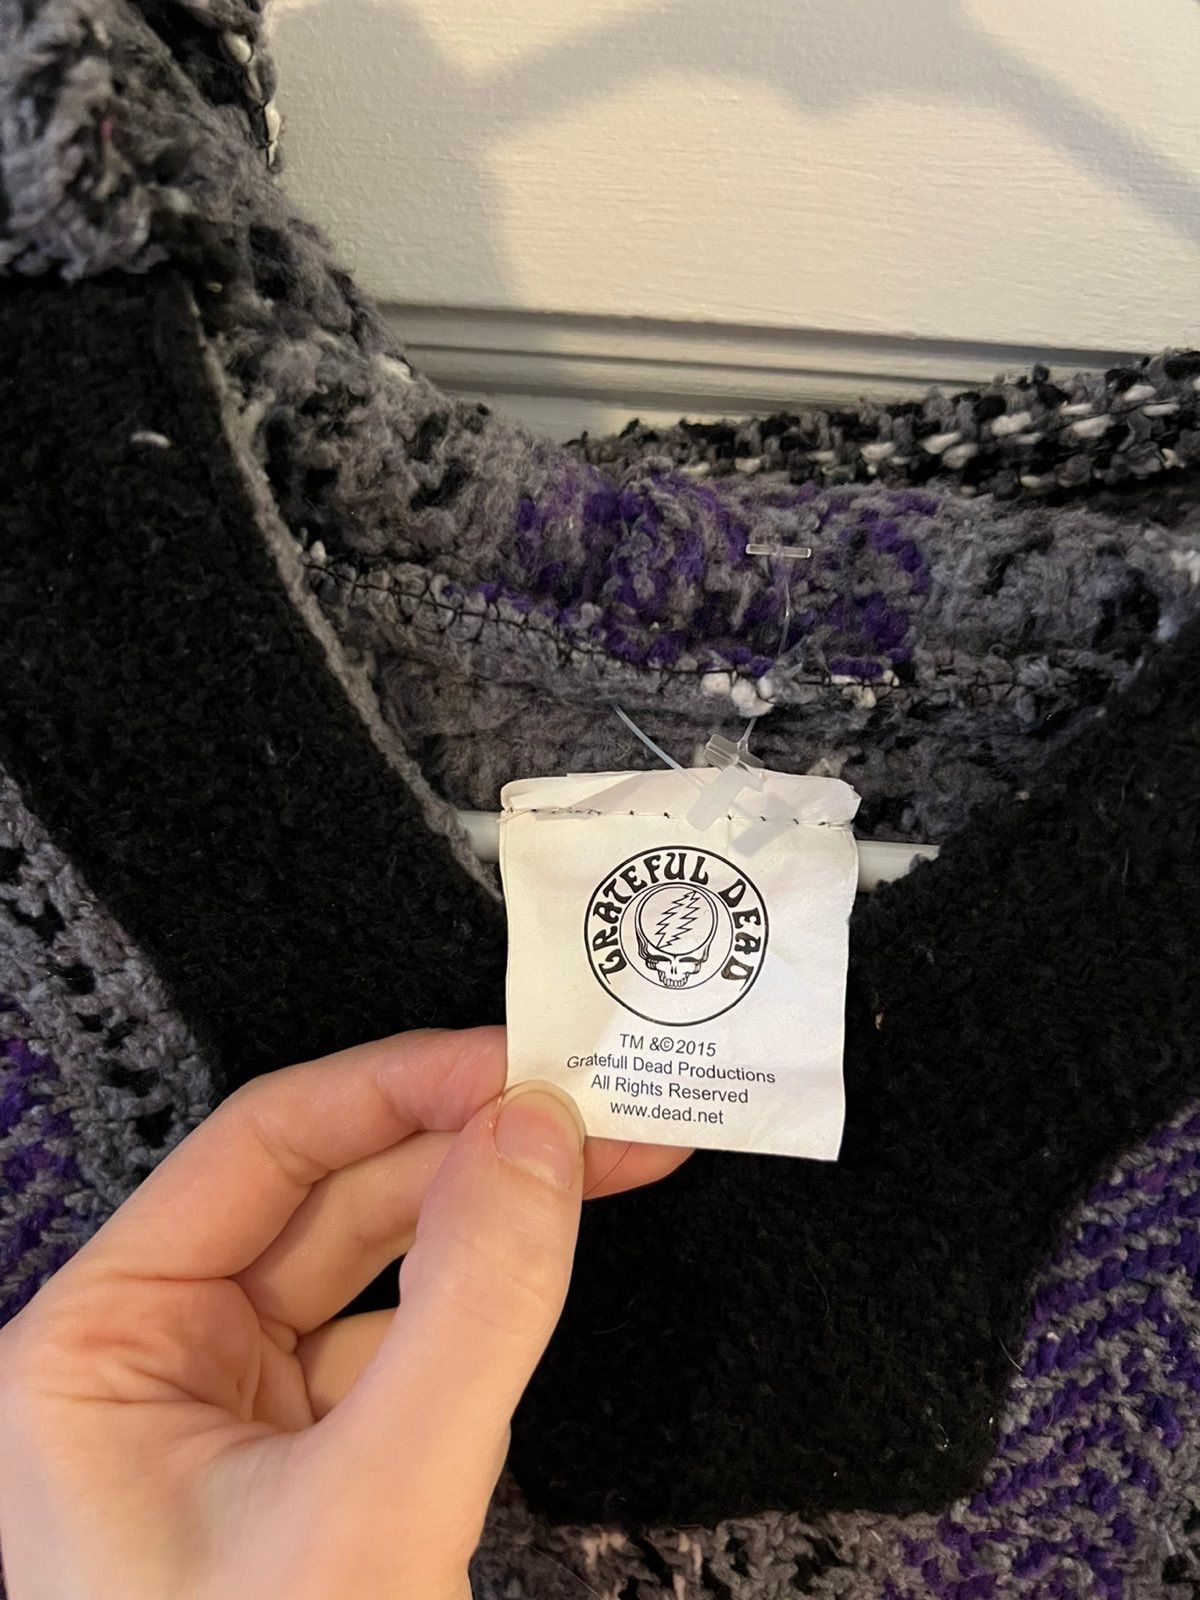 GRATEFUL DEAD
TM &©2015
Gratefull Dead Productions
All Rights Reserved
www.dead.net